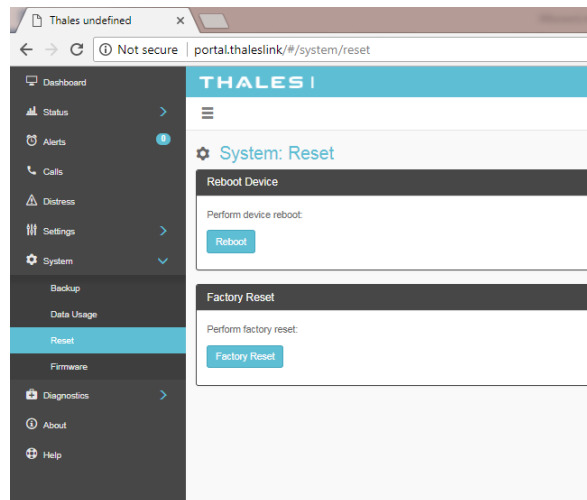 Thales undefined
Not secure portal.thaleslink/#/system/reset
Dashboard
Status
Alerts 0
Calls
Distress
Settings
System
Backup
Data Usage
Reset
Firmware
Diagnostics
About
Help
THALES
System: Reset
Reboot Device
Perform device reboot:
Reboot
Factory Reset
Perform factory reset:
Factory Reset